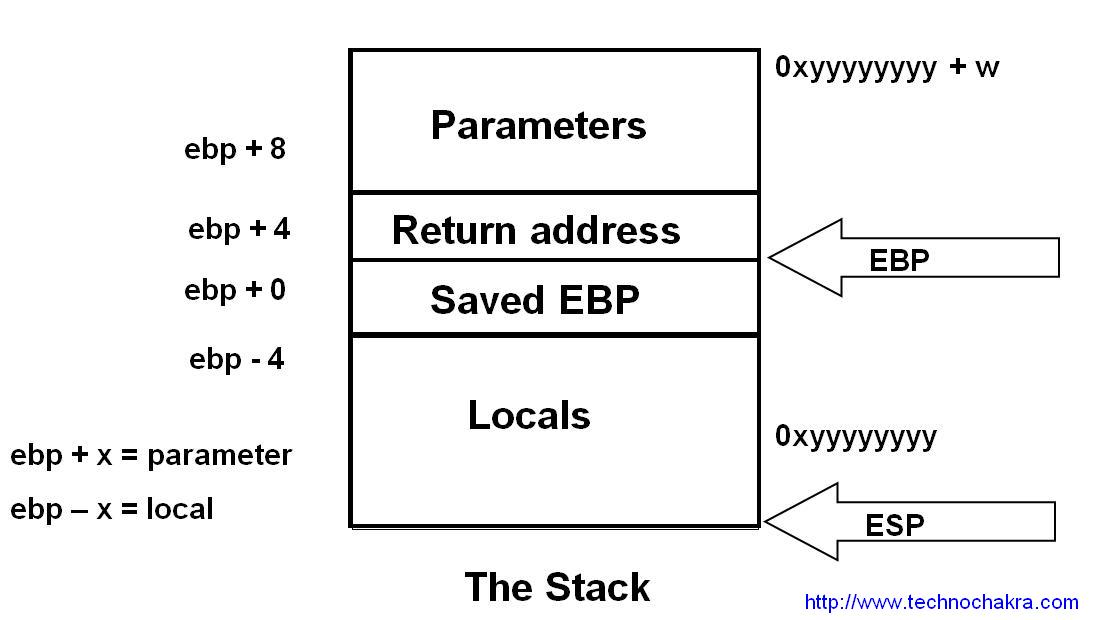 0xyyyyyyyy + w
Parameters
ebp + 8
ebp + 4
Return address
EBP
ebp + 0
Saved EBP
ebp - 4
Locals
0xyyyyyyyy
ebp + x = parameter
ebp – x = local
ESP
The Stack
http://www.technochakra.com